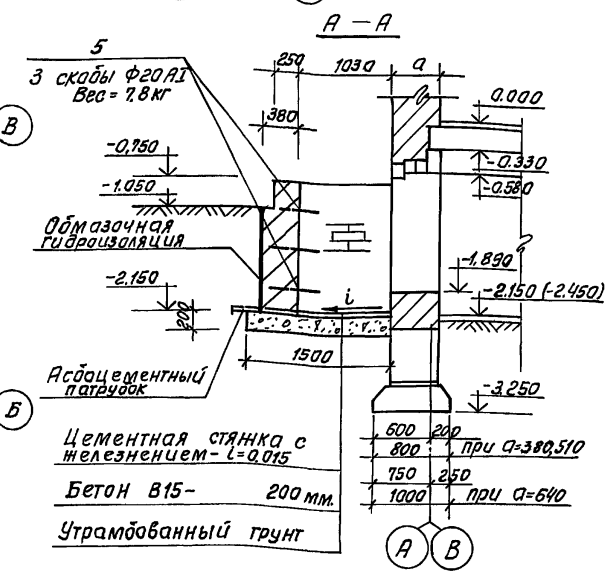 А – А
5
3 скобы Ф20АI
Вес = 7.8 кг
250
1030
а
380
В
0.000
-0,750
-0.330
-1.050
-0.580
Обмазочная
гидроизоляция
-1.890
-2.150
i
-2.150 (-2.450)
200
1500
Асбоцементный
патрубок
-3.250
Б
600
200
Цементная стяжка с
железнением - i=0,015
800
при а=380,510
750
250
Бетон В15 - 200 мм.
1000
при а=640
Утрамбованный грунт
А
В